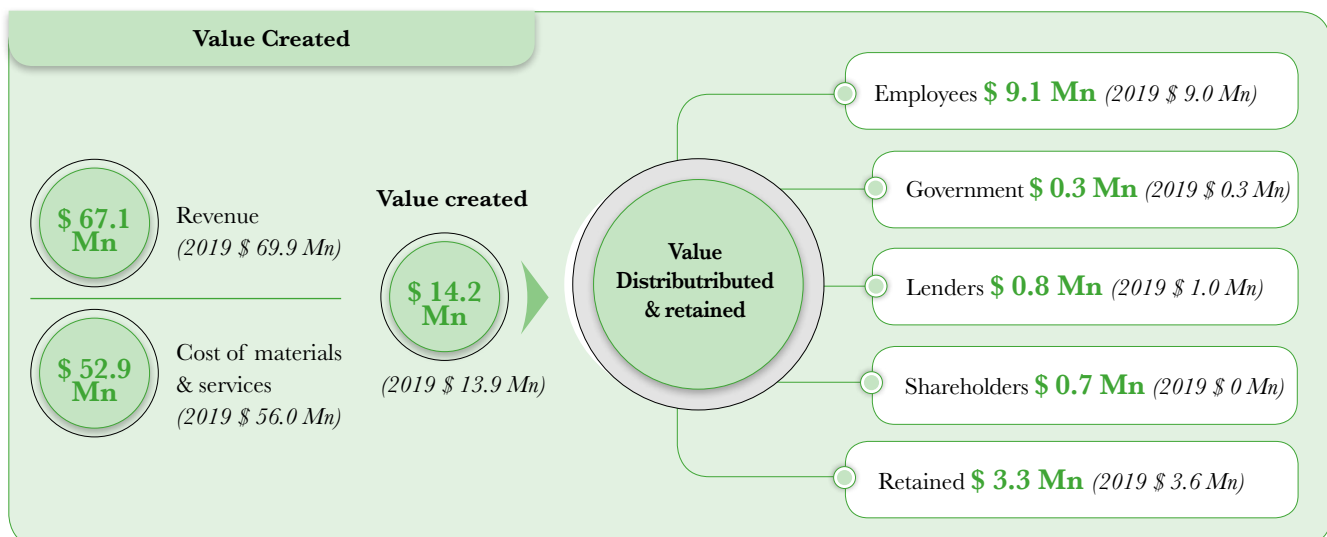 Value Created
$ 67.1
Mn
Revenue
(2019 $ 69.9 Mn)
$ 52.9
Mn
Cost of materials
& services
(2019 $ 56.0 Mn)
Value created
$ 14.2
Mn
(2019 $ 13.9 Mn)
Value
Distributributed
& retained
Employees $ 9.1 Mn (2019 $ 9.0 Mn)
Government $ 0.3 Mn (2019 $ 0.3 Mn)
Lenders $ 0.8 Mn (2019 $ 1.0 Mn)
Shareholders $ 0.7 Mn (2019 $ 0 Mn)
Retained $ 3.3 Mn (2019 $ 3.6 Mn)